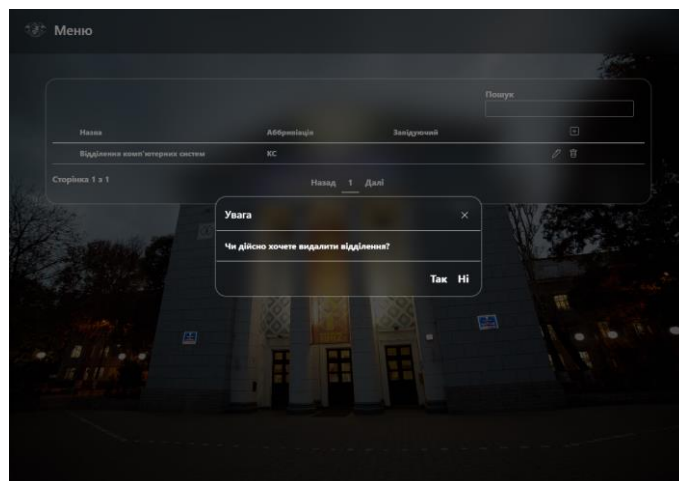 Меню
Пошук
Назва Аббривіація Завідуючий
Відділення комп'ютерних систем КС
Сторінка 1 з 1 Назад 1 Далі
Увага
Чи дійсно хочете видалити відділення?
Так Ні